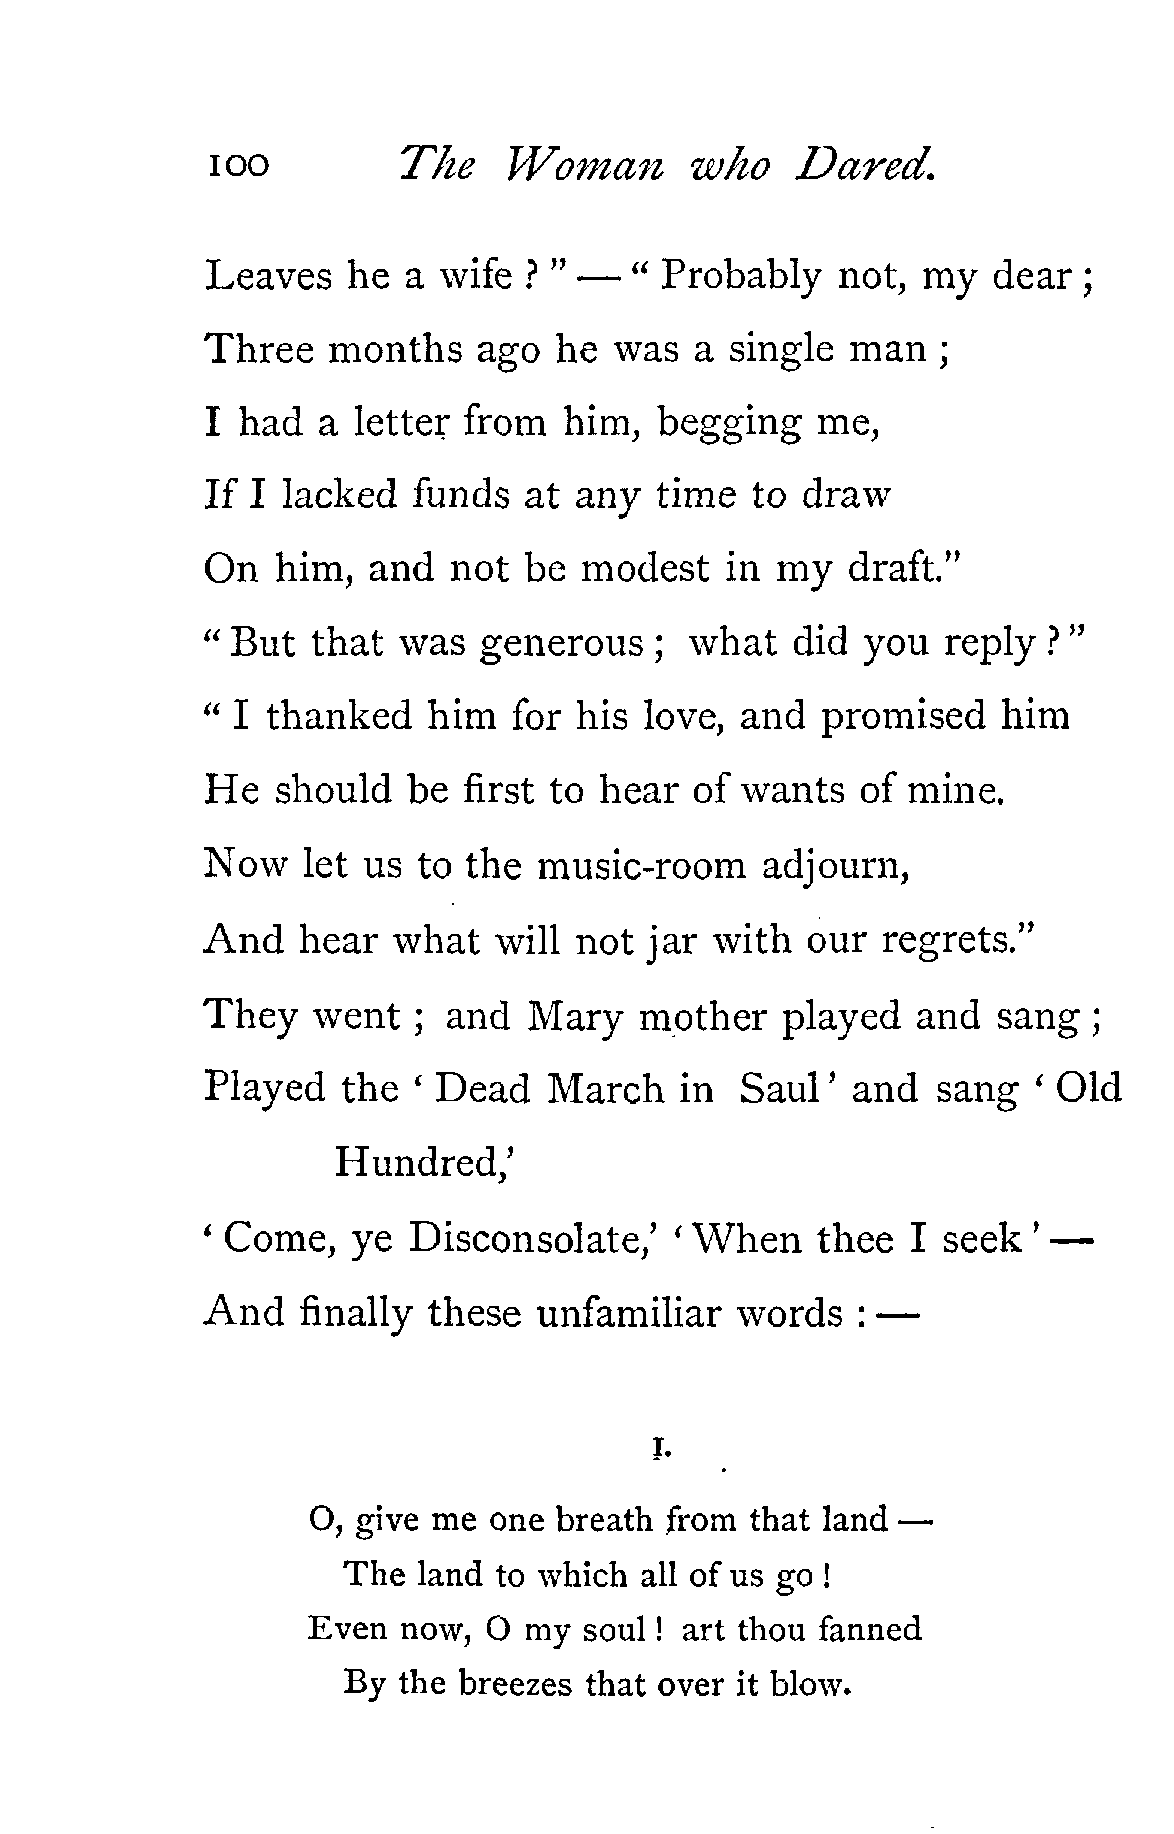 100 The Woman who Dared.
Leaves he a wife ? " — " Probably not, my dear ;
Three months ago he was a single man ;
I had a letter from him, begging me,
If I lacked funds at any time to draw
On him, and not be modest in my draft."
" But that was generous ; what did you reply ? "
" I thanked him for his love, and promised him
He should be first to hear of wants of mine.
Now let us to the music-room adjourn,
And hear what will not jar with our regrets."
They went ; and Mary mother played and sang ;
Played the ‘ Dead March in Saul ’ and sang ‘ Old
Hundred,’
‘ Come, ye Disconsolate,’ ‘ When thee I seek ’ —
And finally these unfamiliar words : —
I.
O, give me one breath from that land —
The land to which all of us go !
Even now, O my soul ! art thou fanned
By the breezes that over it blow.